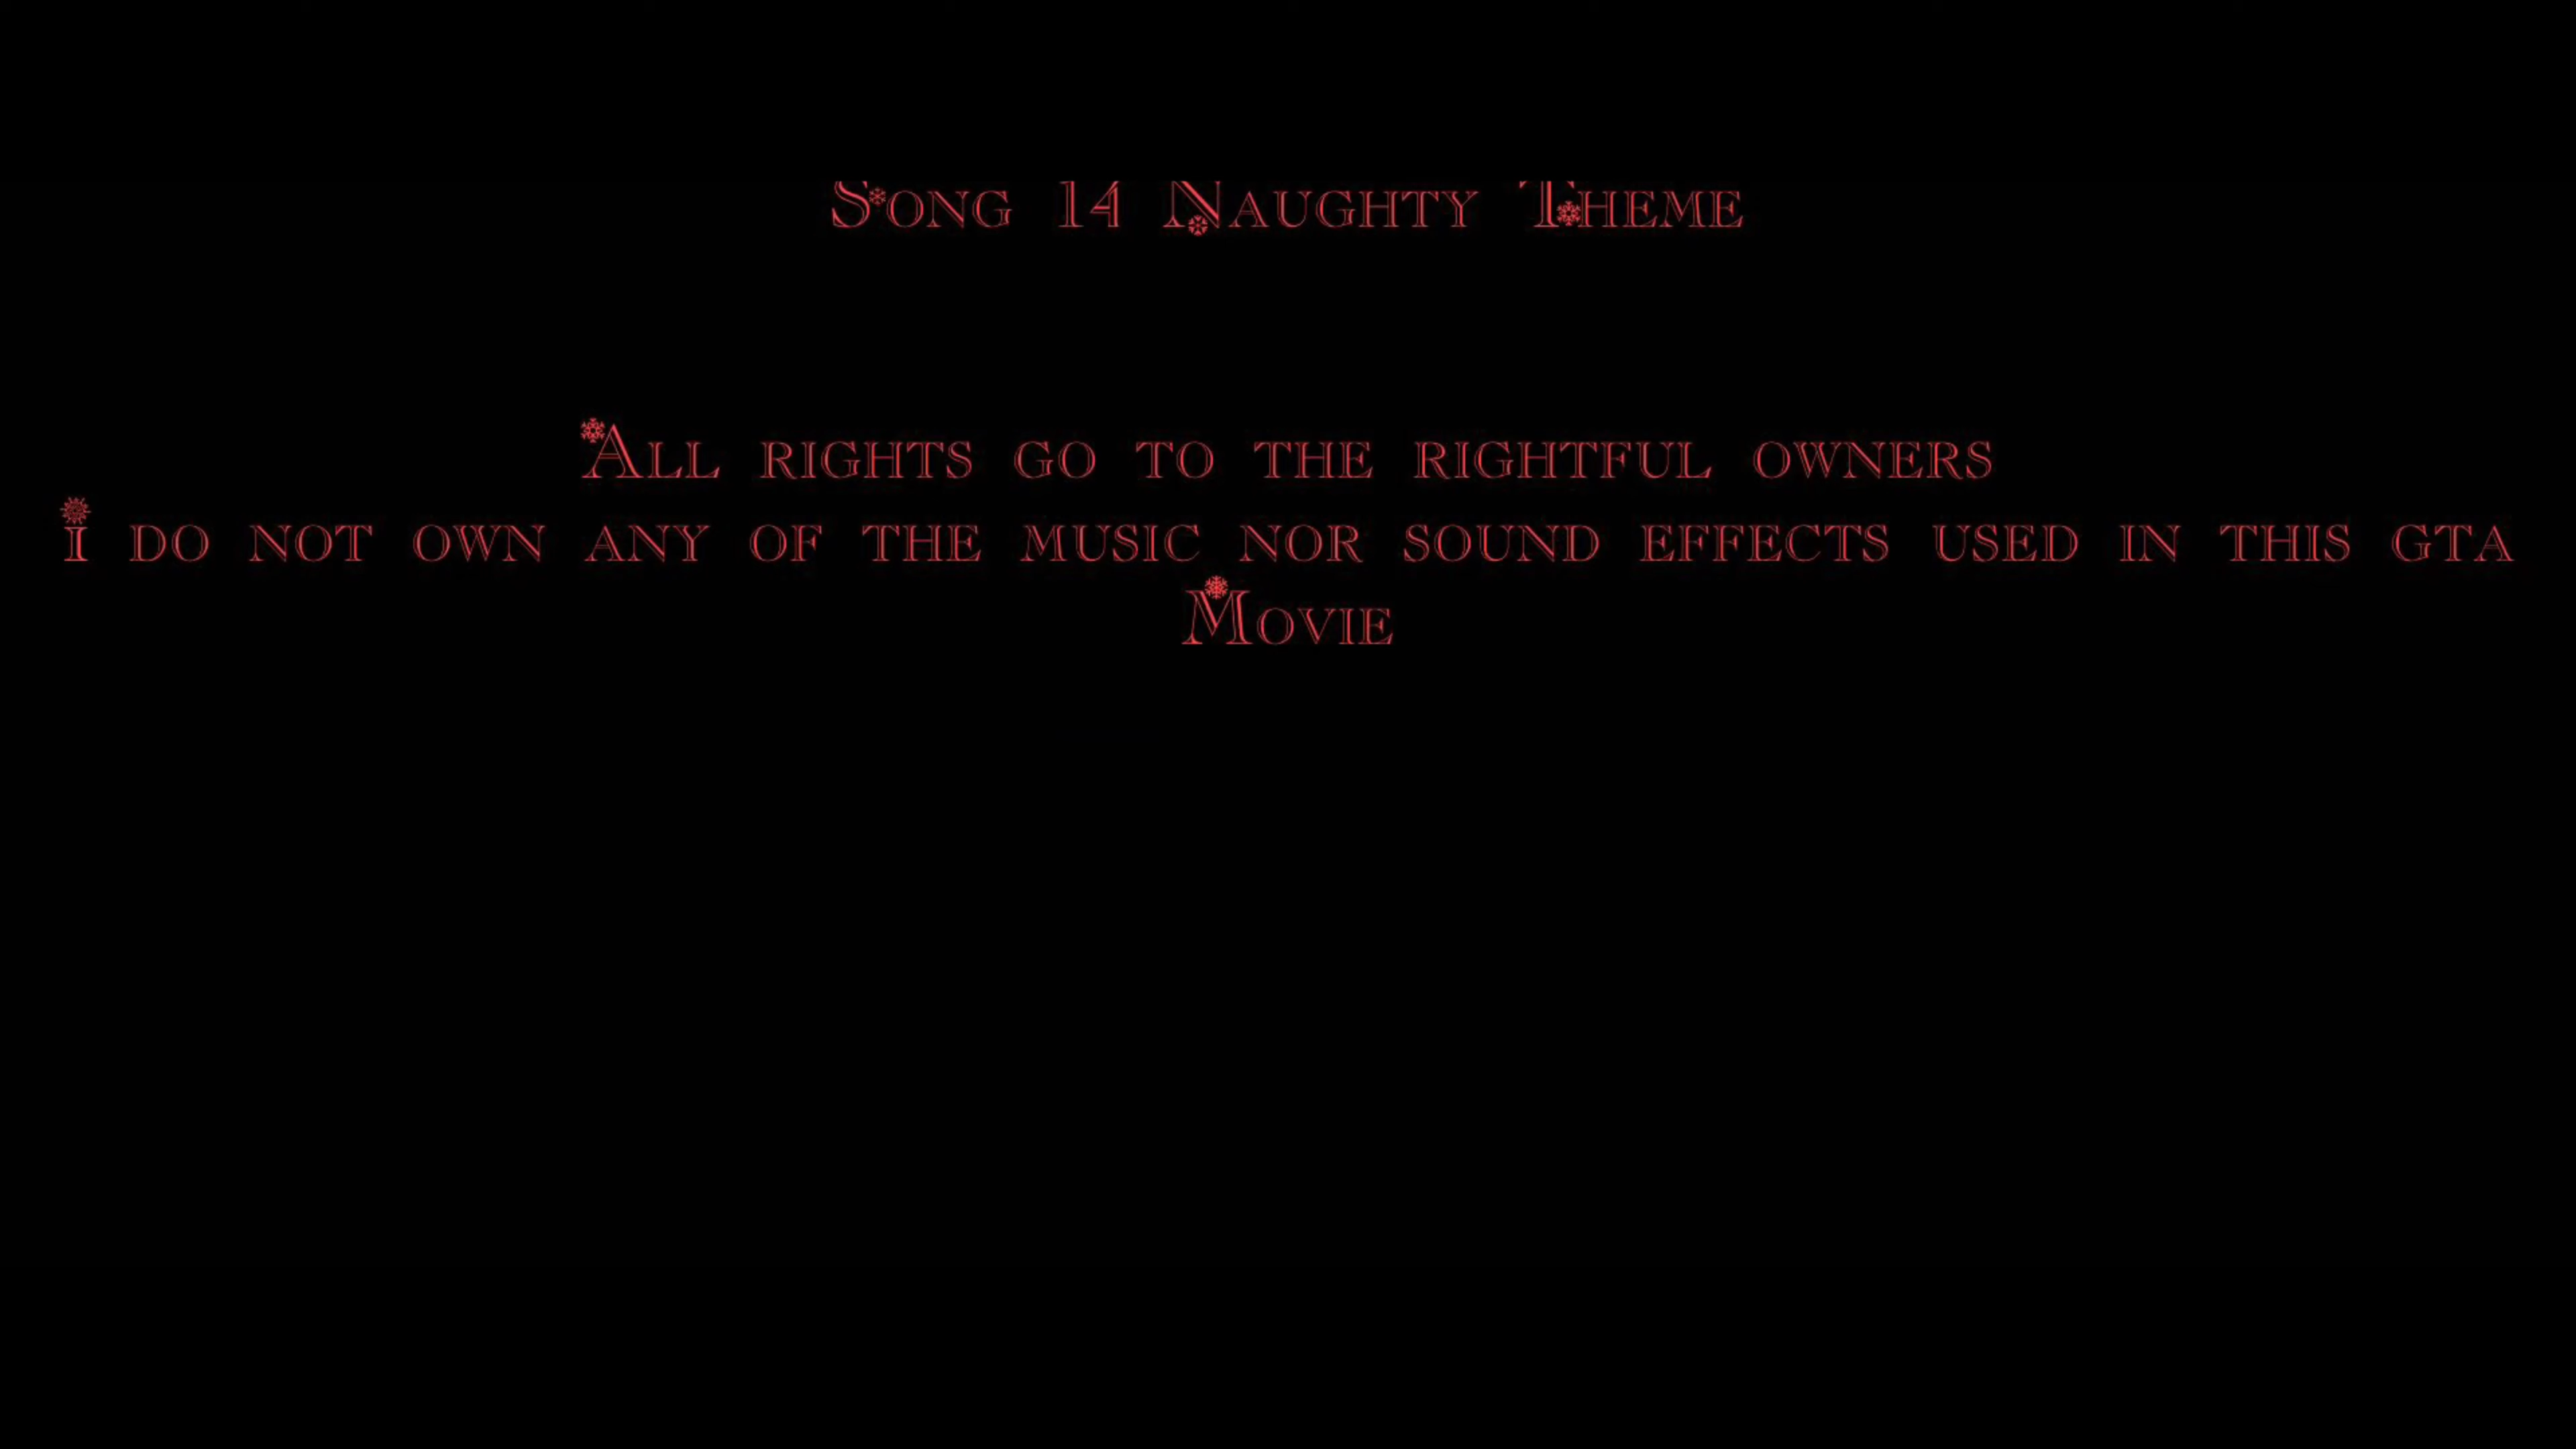 Song 14 Naughty Theme
All rights go to the rightful owners
I do not own any of the music nor sound effects used in this gta
Movie